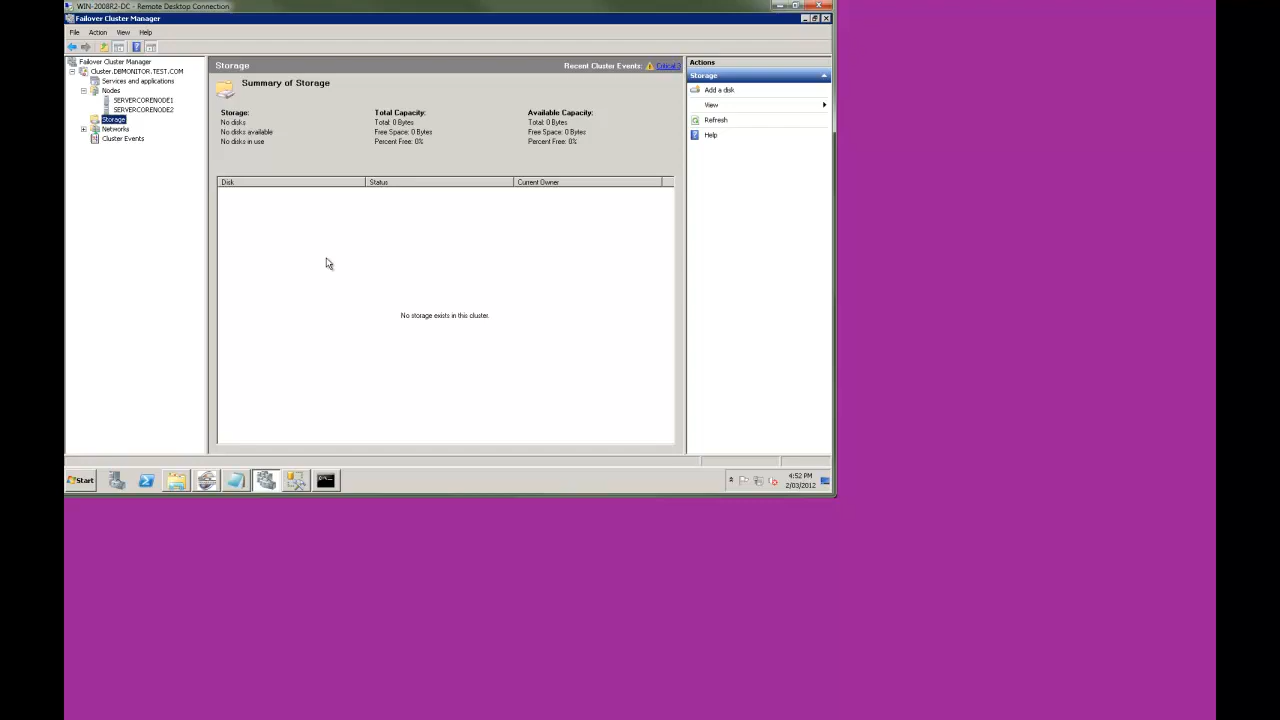 WIN-2008R2-DC - Remote Desktop Connection
Failover Cluster Manager
File Action View Help
Failover Cluster Manager
Cluster.DBMONITOR.TEST.COM
Services and applications
Nodes
SERVERCORENODE1
SERVERCORENODE2
Storage
Networks
Cluster Events
Storage
Recent Cluster Events:
Summary of Storage
Storage:
No disks
No disks available
No disks in use
Total Capacity:
Total: 0 Bytes
Free Space: 0 Bytes
Percent Free: 0%
Available Capacity:
Total: 0 Bytes
Free Space: 0 Bytes
Percent Free: 0%
Disk Status Current Owner
No storage exists in this cluster.
Actions
Storage
Add a disk
View
Refresh
Help
Start
4:52 PM
2/03/2012